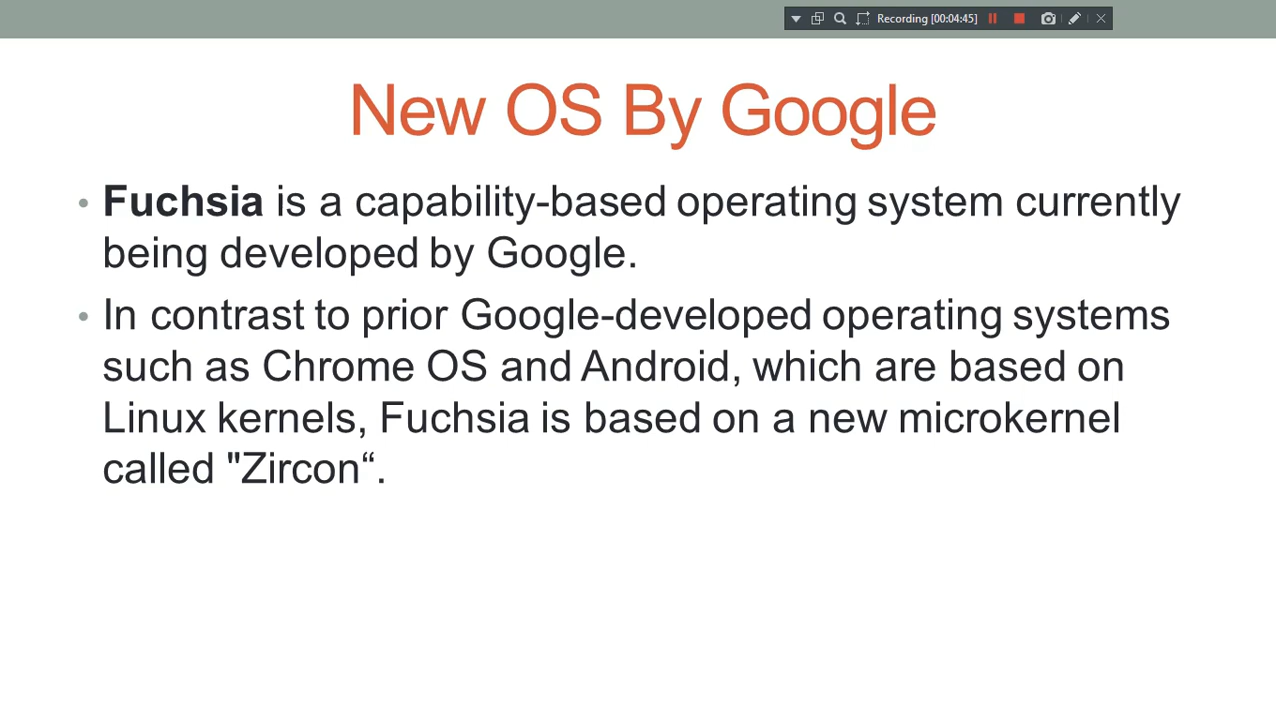 Recording [00:04:45]
New OS By Google
• Fuchsia is a capability-based operating system currently
being developed by Google.
• In contrast to prior Google-developed operating systems
such as Chrome OS and Android, which are based on
Linux kernels, Fuchsia is based on a new microkernel
called "Zircon“.